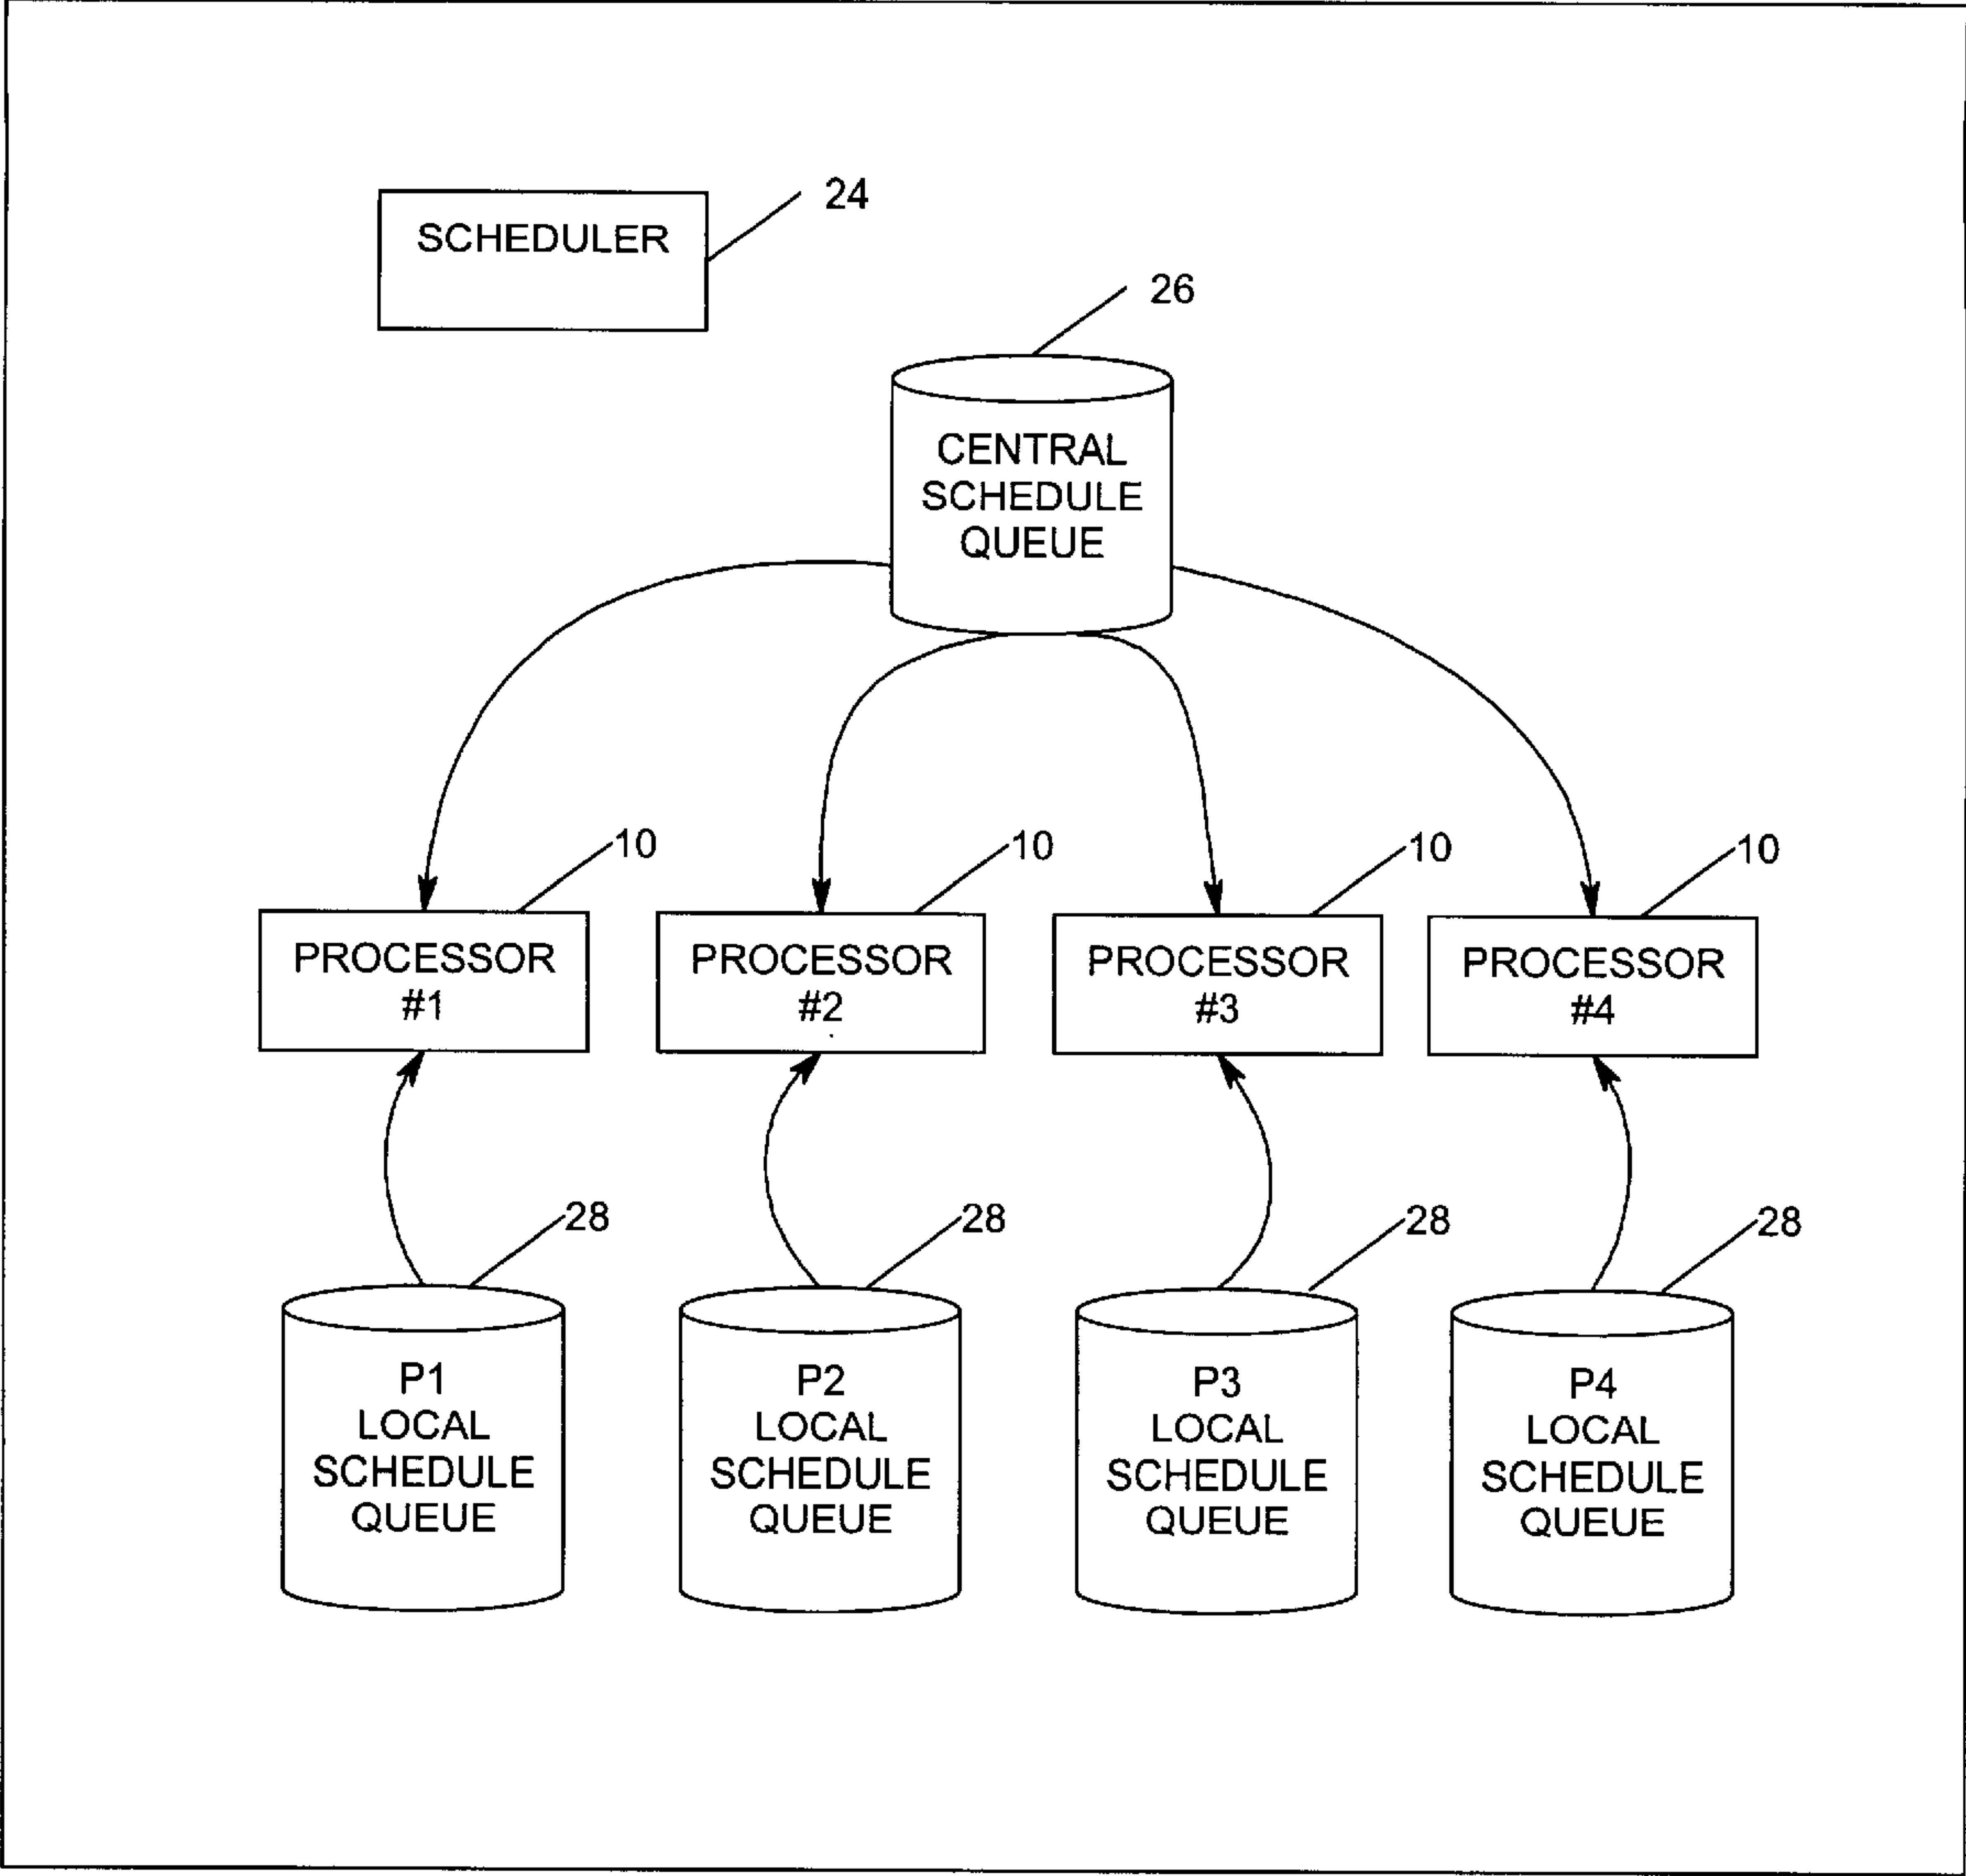 24
SCHEDULER
26
CENTRAL
SCHEDULE
QUEUE
10
10
10
10
PROCESSOR
#1
PROCESSOR
#2
PROCESSOR
#3
PROCESSOR
#4
28
28
28
28
P1
LOCAL
SCHEDULE
QUEUE
P2
LOCAL
SCHEDULE
QUEUE
P3
LOCAL
SCHEDULE
QUEUE
P4
LOCAL
SCHEDULE
QUEUE